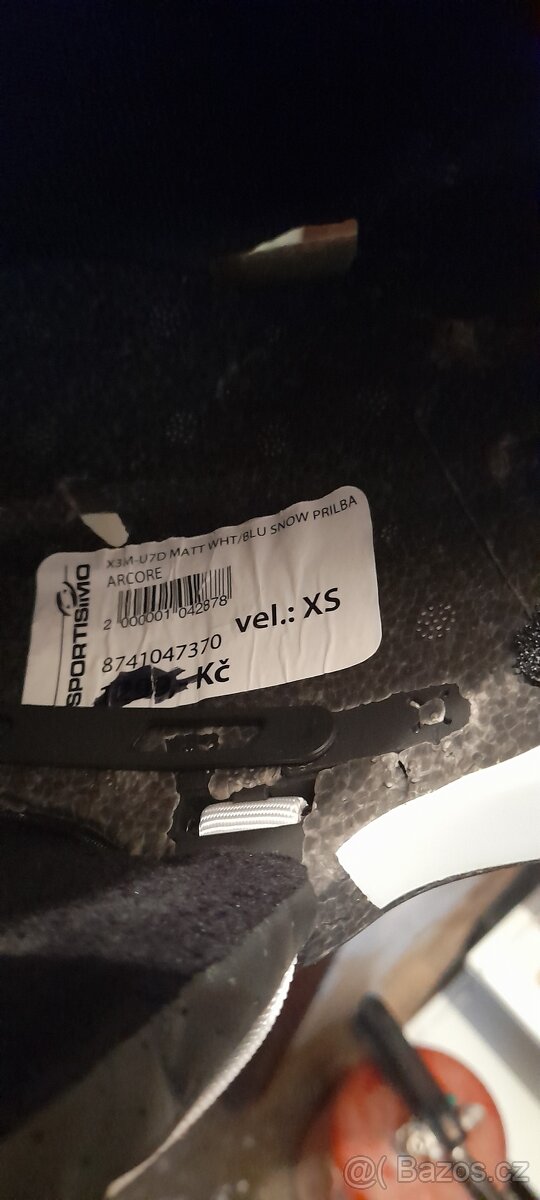 SPORTISIMO
X3M-U7D MATT WHT/BLU SNOW PRILBA
ARCORE
2 000001 042878
vel.: XS
8741047370
Kč
@( Bazos.cz